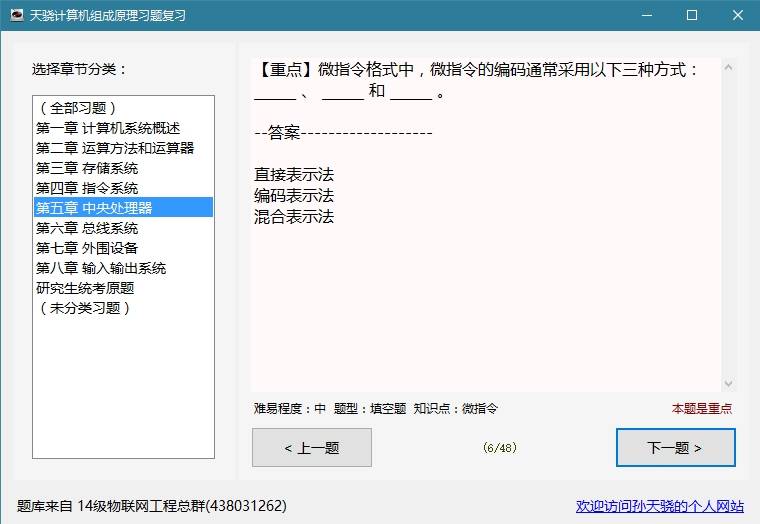 天骁计算机组成原理习题复习
选择章节分类：
（全部习题）
第一章 计算机系统概述
第二章 运算方法和运算器
第三章 存储系统
第四章 指令系统
第五章 中央处理器
第六章 总线系统
第七章 外围设备
第八章 输入输出系统
研究生统考原题
（未分类习题）
【重点】微指令格式中，微指令的编码通常采用以下三种方式：
_____ 、 _____ 和 _____ 。
--答案-------------------
直接表示法
编码表示法
混合表示法
难易程度：中 题型：填空题 知识点：微指令
本题是重点
< 上一题
(6/48)
下一题 >
题库来自 14级物联网工程总群(438031262)
欢迎访问孙天骁的个人网站